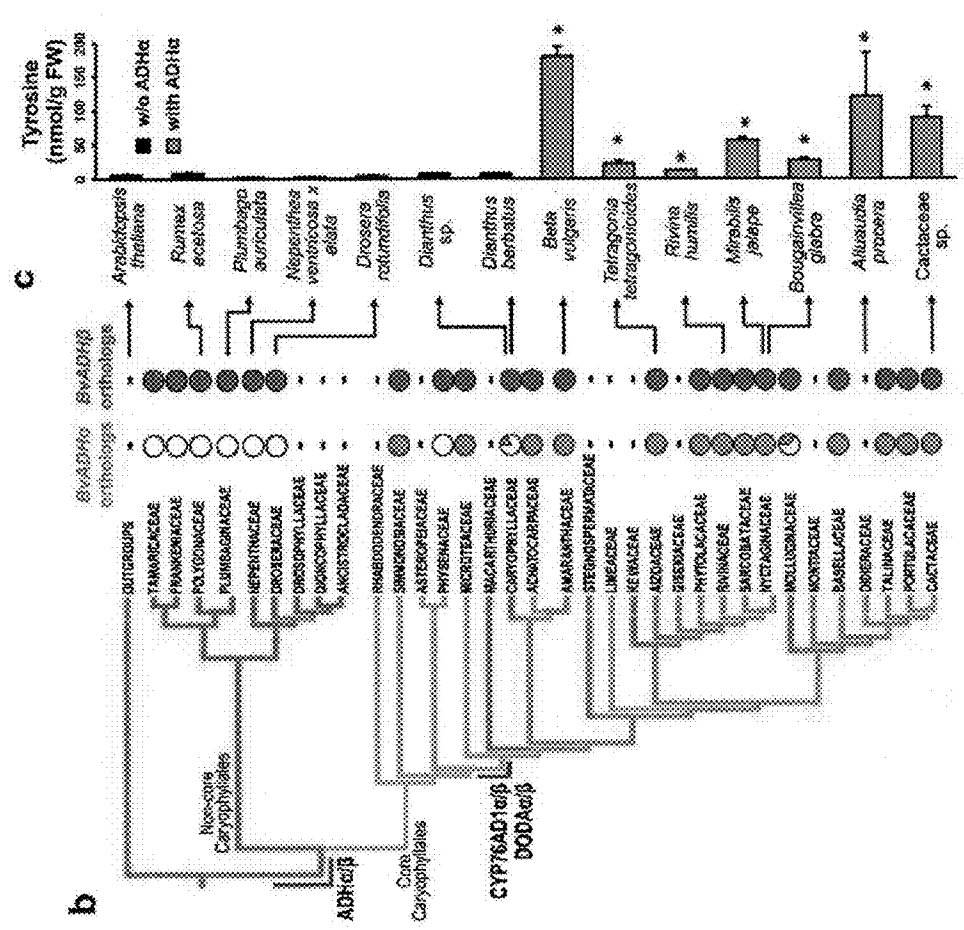 b
Non-core
Caryophyllales
Core
Caryophyllales
ADHα/β
CYP76AD1α/β
DODAα/β
BvADHα
orthologs
BvADHβ
orthologs
OUTGROUPS
TAMARICACEAE
FRANKENIACEAE
POLYGONACEAE
PLUMBAGINACEAE
NEPENTHACEAE
DROSERACEAE
DROSOPHYLLACEAE
DIONCOPHYLLACEAE
ANCISTROCLADACEAE
RHABDODENDRACEAE
SIMMONDSIACEAE
ASTEROPEIACEAE
PHYSENACEAE
MICROTEACEAE
MACARTHURIACEAE
CARYOPHYLLACEAE
ACHATOCARPACEAE
AMARANTHACEAE
STEGNOSPERMATACEAE
LIMEACEAE
KEWACEAE
AIZOACEAE
GISEKIACEAE
PHYTOLACCACEAE
RIVINACEAE
SARCOBATACEAE
NYCTAGINACEAE
MOLLUGINACEAE
MONTIACEAE
BASELLACEAE
DIDIEREACEAE
TALINACEAE
PORTULACACEAE
CACTACEAE
c
Tyrosine
(nmol/g FW)
0 50 100 150 200
w/o ADHα
with ADHα
Arabidopsis
thaliana
Rumex
acetosa
Plumbago
auriculata
Nepenthes
ventricosa x
alata
Drosera
rotundifolia
Dianthus
sp.
Dianthus
barbatus
Beta
vulgaris
*
Tetragonia
tetragonioides
*
Rivina
humilis
*
Mirabilis
jalapa
*
Bougainvillea
glabra
*
Alluaudia
procera
*
Cactaceae
sp.
*